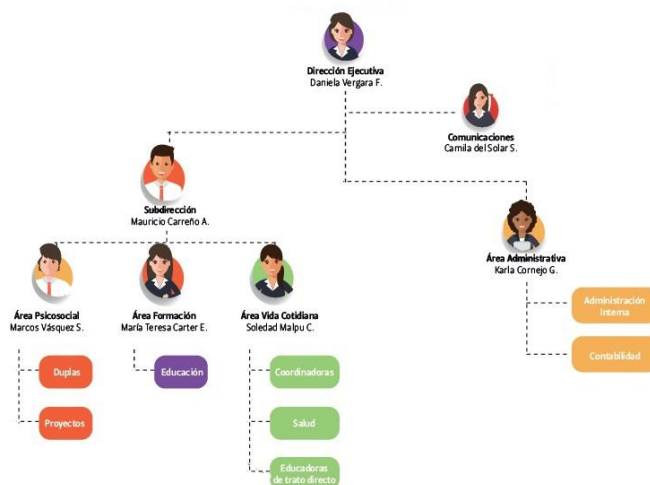 Dirección Ejecutiva
Daniela Vergara F.
Comunicaciones
Camila del Solar S.
Subdirección
Mauricio Carreño A.
Área Administrativa
Karla Cornejo G.
Área Psicosocial
Marcos Vásquez S.
Área Formación
María Teresa Carter E.
Área Vida Cotidiana
Soledad Malpu C.
Administración
Interna
Contabilidad
Duplas
Proyectos
Educación
Coordinadoras
Salud
Educadoras
de trato directo